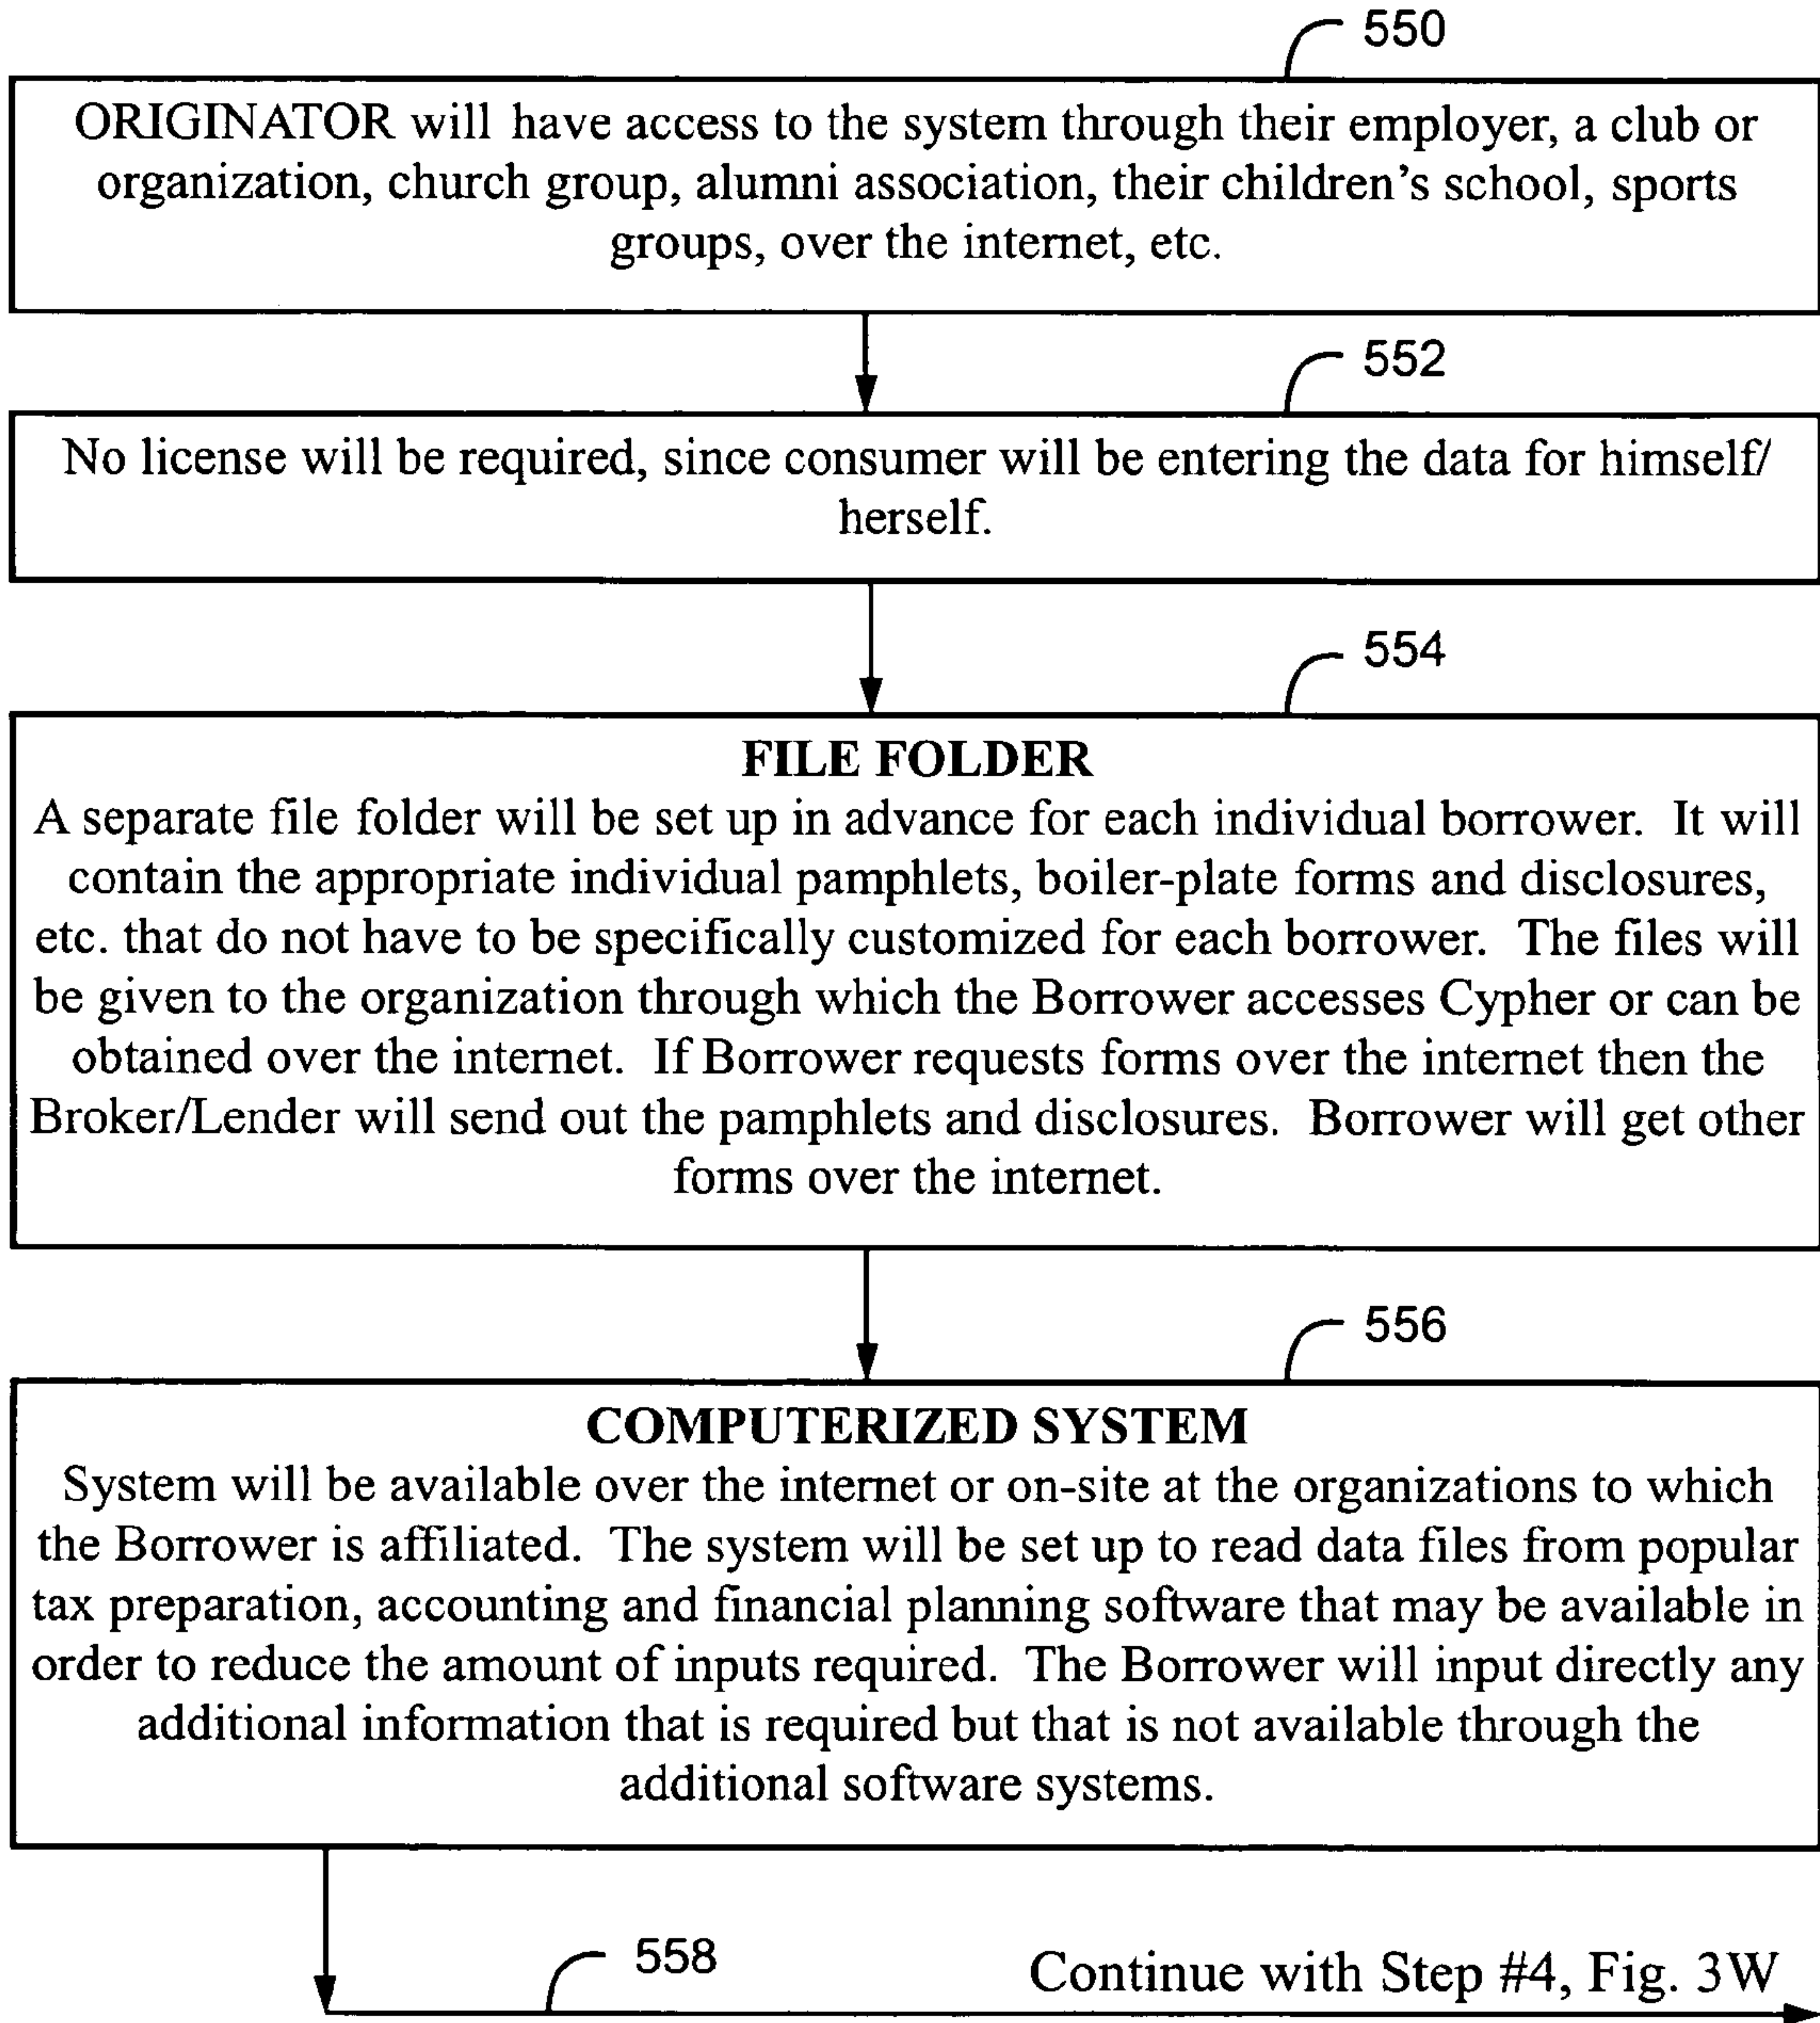 550
ORIGINATOR will have access to the system through their employer, a club or
organization, church group, alumni association, their children's school, sports
groups, over the internet, etc.
552
No license will be required, since consumer will be entering the data for himself/
herself.
554
FILE FOLDER
A separate file folder will be set up in advance for each individual borrower. It will
contain the appropriate individual pamphlets, boiler-plate forms and disclosures,
etc. that do not have to be specifically customized for each borrower. The files will
be given to the organization through which the Borrower accesses Cypher or can be
obtained over the internet. If Borrower requests forms over the internet then the
Broker/Lender will send out the pamphlets and disclosures. Borrower will get other
forms over the internet.
556
COMPUTERIZED SYSTEM
System will be available over the internet or on-site at the organizations to which
the Borrower is affiliated. The system will be set up to read data files from popular
tax preparation, accounting and financial planning software that may be available in
order to reduce the amount of inputs required. The Borrower will input directly any
additional information that is required but that is not available through the
additional software systems.
558
Continue with Step #4, Fig. 3W